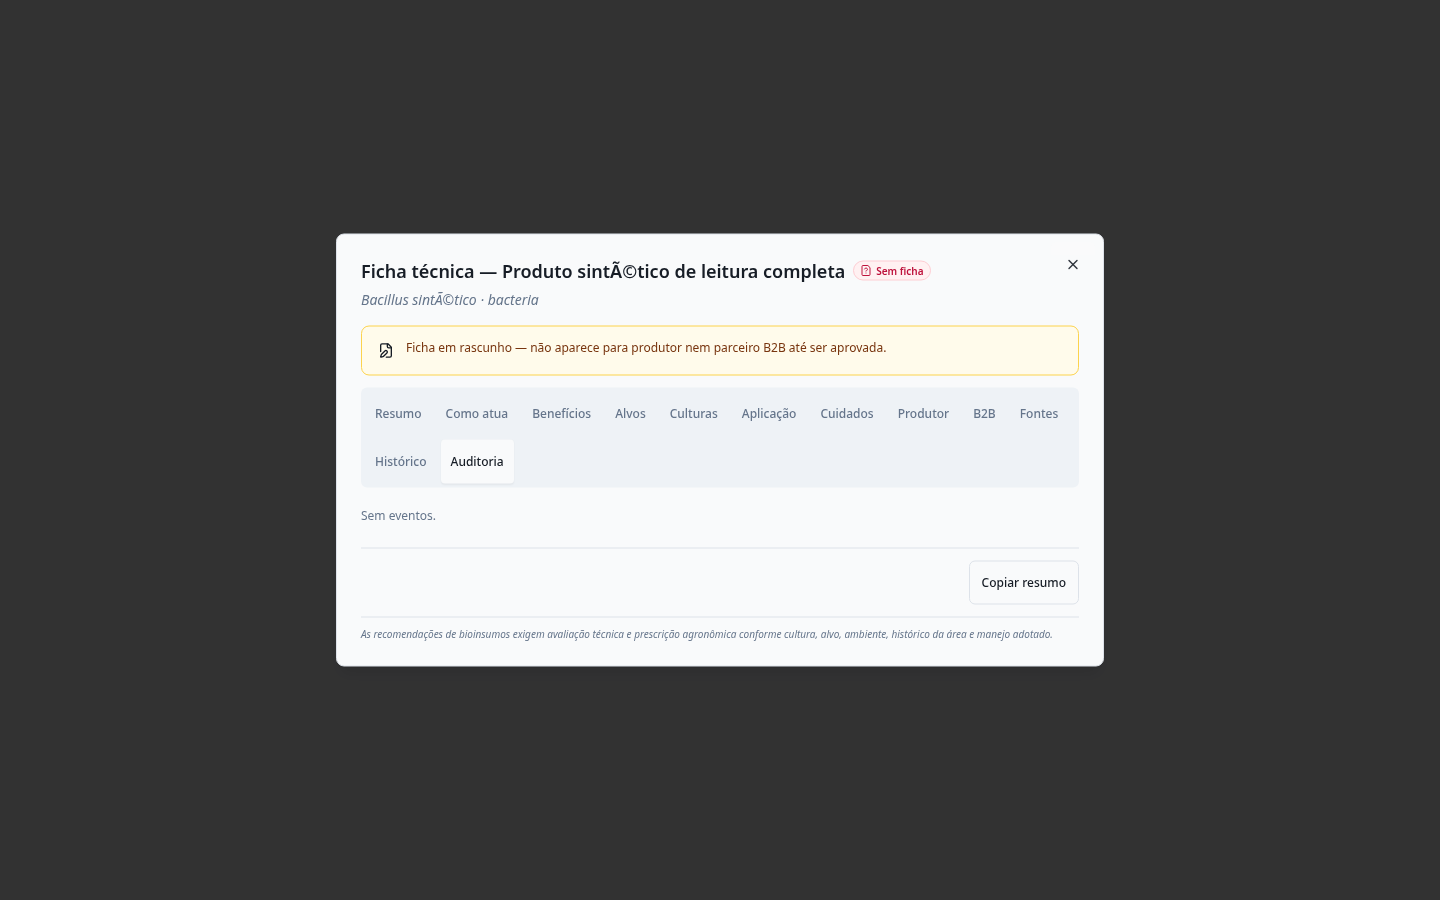 Ficha técnica — Produto sintÃ©tico de leitura completa Sem ficha
Bacillus sintÃ©tico · bacteria
Ficha em rascunho — não aparece para produtor nem parceiro B2B até ser aprovada.
Resumo Como atua Benefícios Alvos Culturas Aplicação Cuidados Produtor B2B Fontes
Histórico Auditoria
Sem eventos.
Copiar resumo
As recomendações de bioinsumos exigem avaliação técnica e prescrição agronômica conforme cultura, alvo, ambiente, histórico da área e manejo adotado.